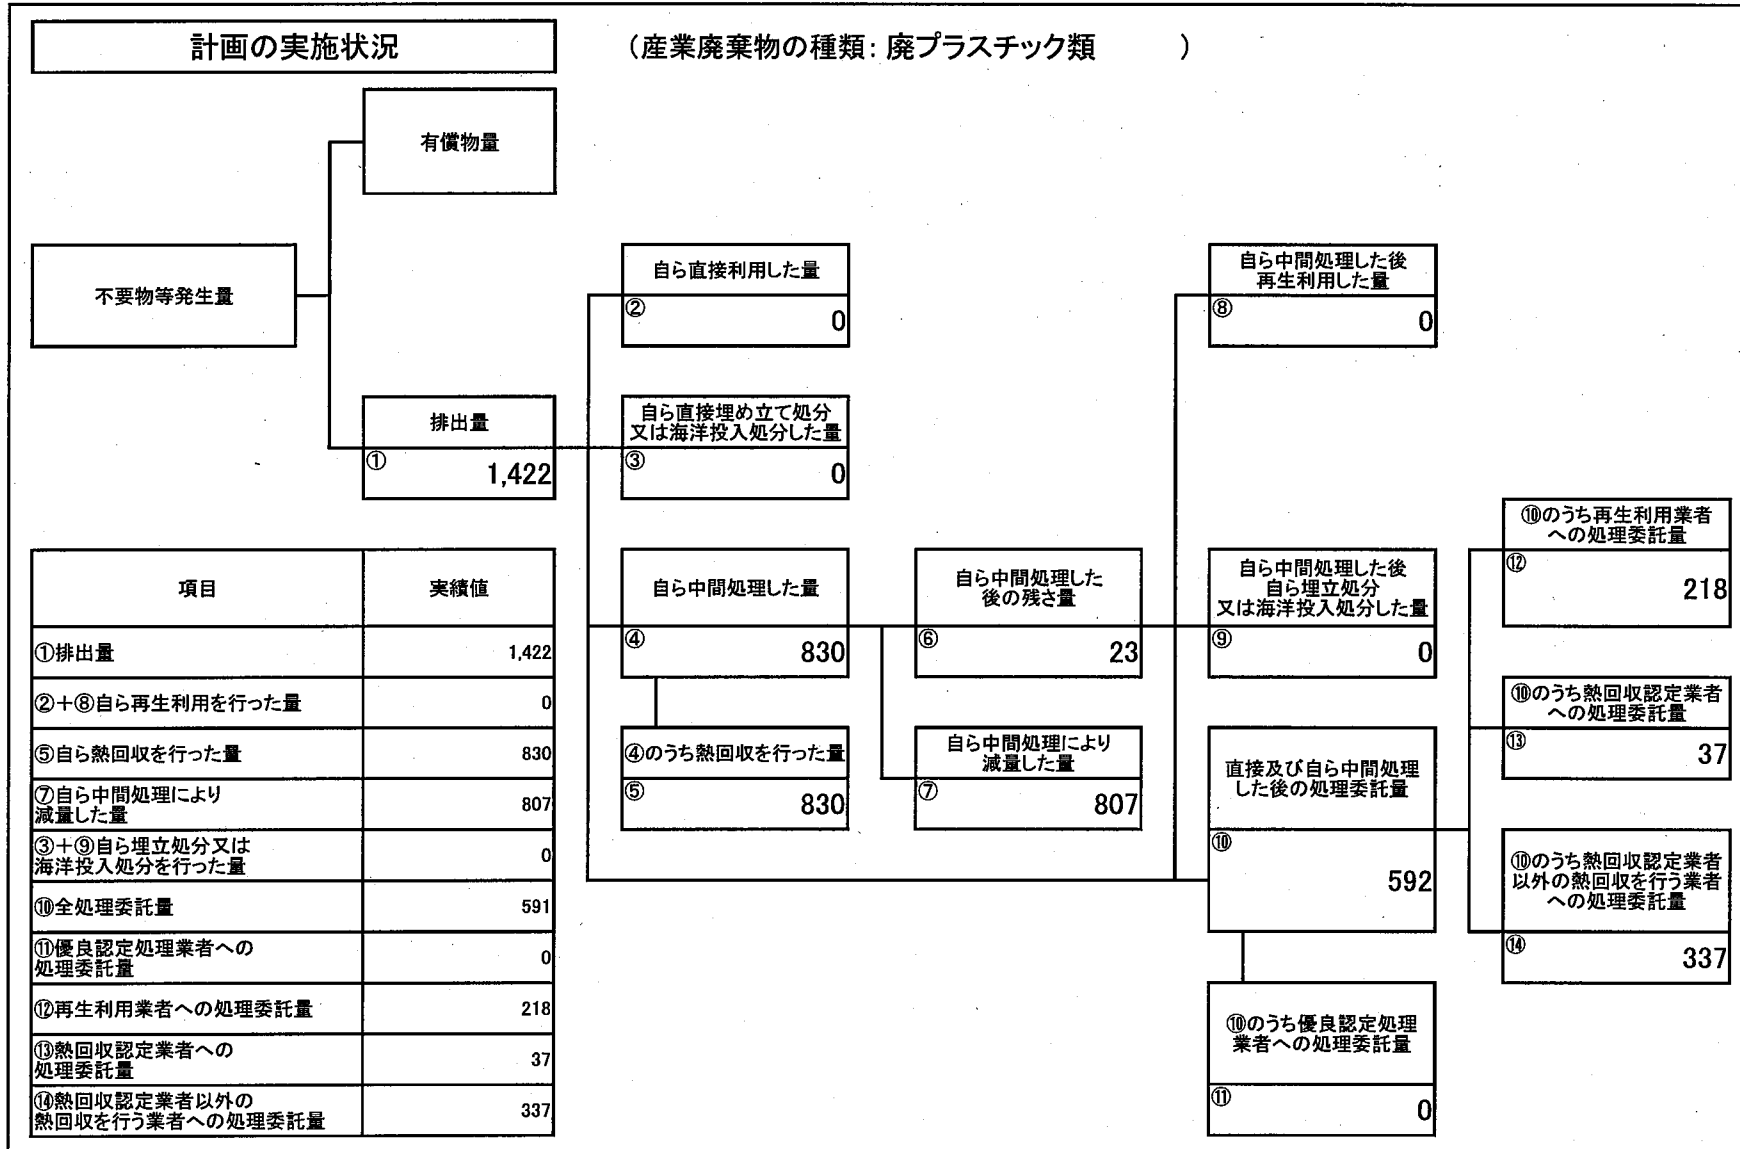 計画の実施状況
(産業廃棄物の種類: 廃プラスチック類 )
有償物量
不要物等発生量
排出量
①
1,422
自ら直接利用した量
②
0
自ら直接埋め立て処分
又は海洋投入処分した量
③
0
自ら中間処理した量
④
830
④のうち熱回収を行った量
⑤
830
自ら中間処理した
後の残さ量
⑥
23
自ら中間処理により
減量した量
⑦
807
自ら中間処理した後
再生利用した量
⑧
0
自ら中間処理した後
自ら埋立処分
又は海洋投入処分した量
⑨
0
直接及び自ら中間処理
した後の処理委託量
⑩
592
⑩のうち優良認定処理
業者への処理委託量
⑪
0
⑩のうち再生利用業者
への処理委託量
⑫
218
⑩のうち熱回収認定業者
への処理委託量
⑬
37
⑩のうち熱回収認定業者
以外の熱回収を行う業者
への処理委託量
⑭
337
項目 実績値
①排出量 1,422
②+⑧自ら再生利用を行った量 0
⑤自ら熱回収を行った量 830
⑦自ら中間処理により
減量した量 807
③+⑨自ら埋立処分又は
海洋投入処分を行った量 0
⑩全処理委託量 591
⑪優良認定処理業者への
処理委託量 0
⑫再生利用業者への処理委託量 218
⑬熱回収認定業者への
処理委託量 37
⑭熱回収認定業者以外の
熱回収を行う業者への処理委託量 337